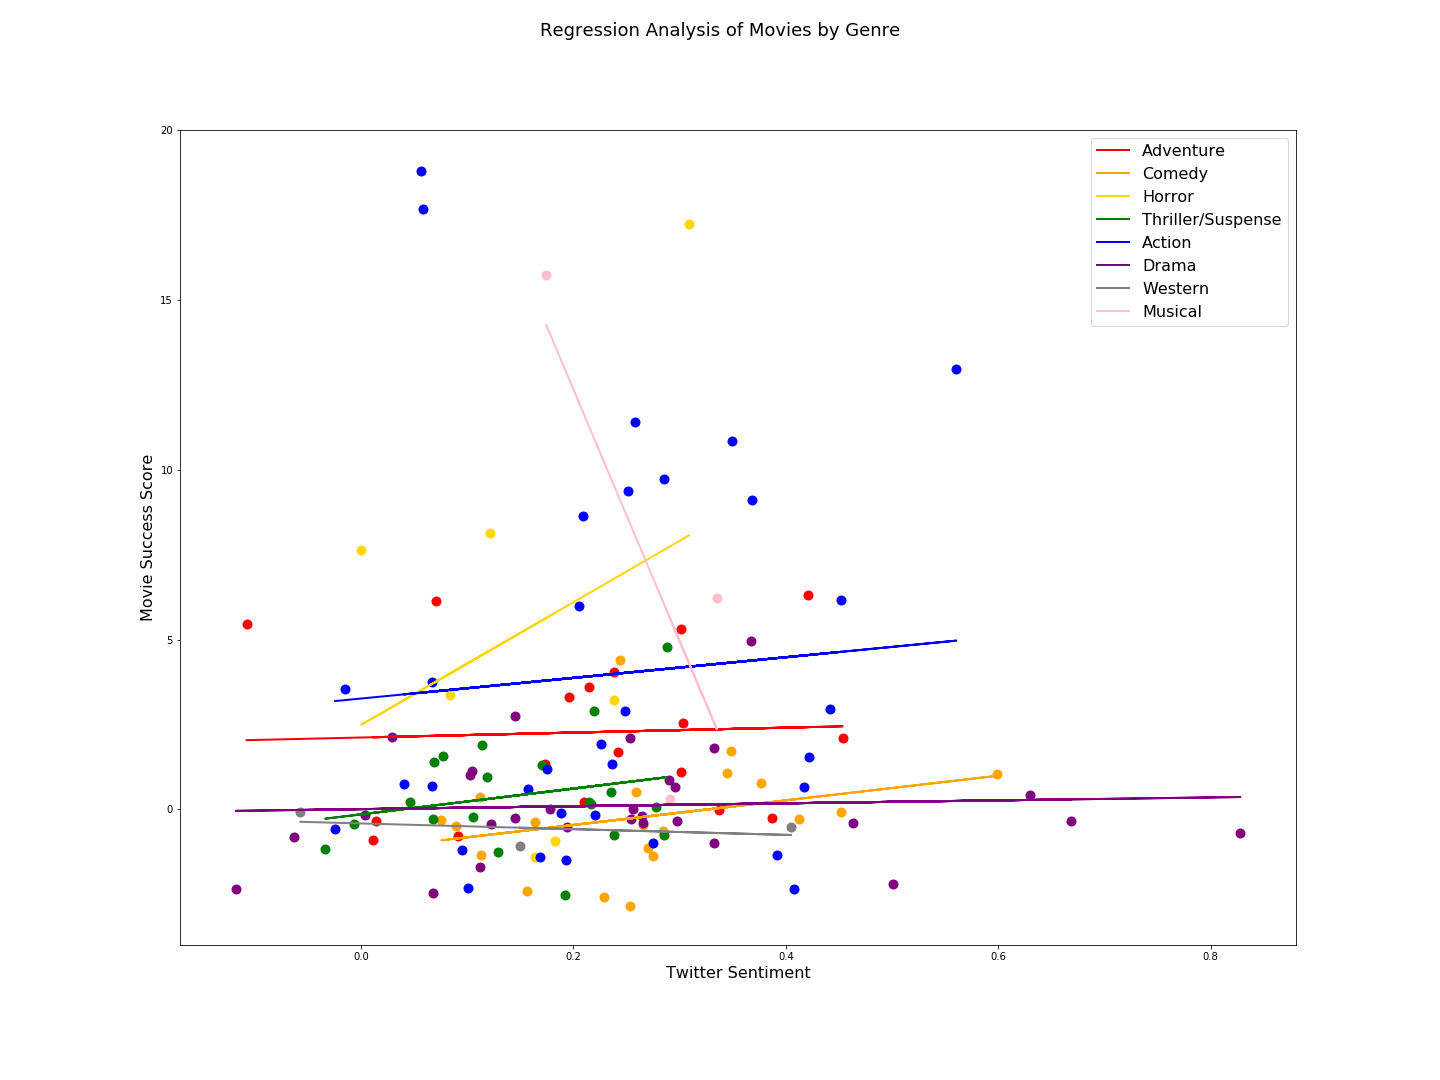 Regression Analysis of Movies by Genre
20
15
10
5
0
Movie Success Score
Adventure
Comedy
Horror
Thriller/Suspense
Action
Drama
Western
Musical
0.0 0.2 0.4 0.6 0.8
Twitter Sentiment